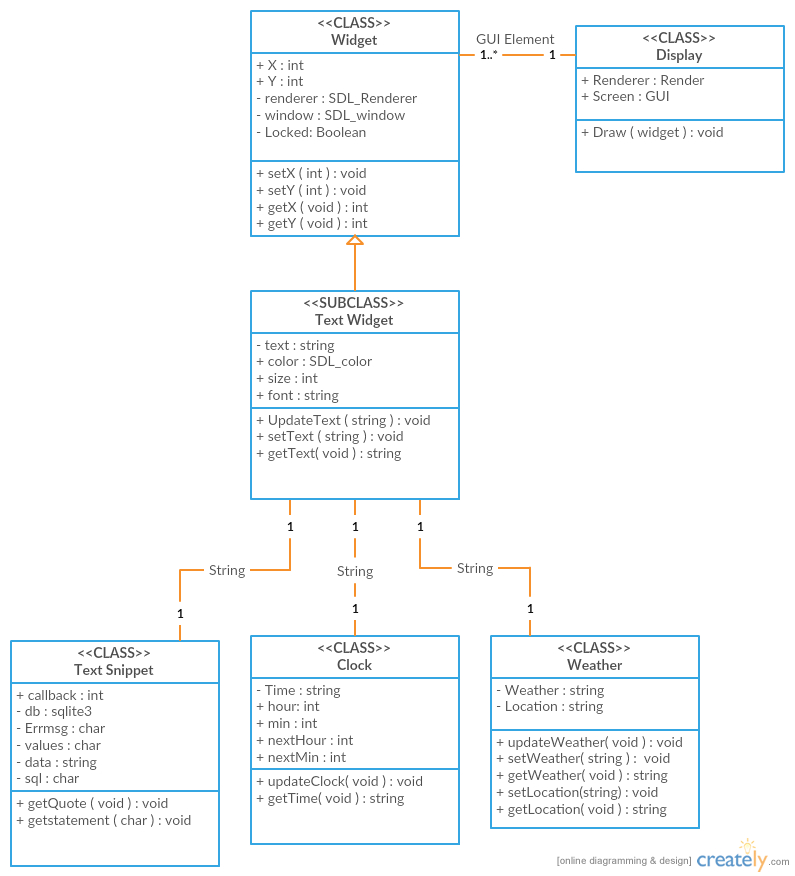 <<CLASS>>
Widget
+ X : int
+ Y : int
- renderer : SDL_Renderer
- window : SDL_window
- Locked: Boolean
+ setX ( int ) : void
+ setY ( int ) : void
+ getX ( void ) : int
+ getY ( void ) : int
GUI Element
1..*
1
<<CLASS>>
Display
+ Renderer : Render
+ Screen : GUI
+ Draw ( widget ) : void
<<SUBCLASS>>
Text Widget
- text : string
+ color : SDL_color
+ size : int
+ font : string
+ UpdateText ( string ) : void
+ setText ( string ) : void
+ getText( void ) : string
1
1
1
String
String
String
1
1
1
<<CLASS>>
Text Snippet
+ callback : int
- db : sqlite3
- Errmsg : char
- values : char
- data : string
- sql : char
+ getQuote ( void ) : void
+ getstatement ( char ) : void
<<CLASS>>
Clock
- Time : string
+ hour: int
+ min : int
+ nextHour : int
+ nextMin : int
+ updateClock( void ) : void
+ getTime( void ) : string
<<CLASS>>
Weather
- Weather : string
- Location : string
+ updateWeather( void ) : void
+ setWeather( string ) :  void
+ getWeather( void ) : string
+ setLocation(string) : void
+ getLocation( void ) : string
[online diagramming & design] creately.com